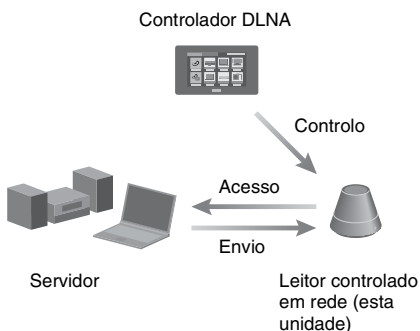 Controlador DLNA
Controlo
Acesso
Envio
Servidor
Leitor controlado
em rede (esta
unidade)